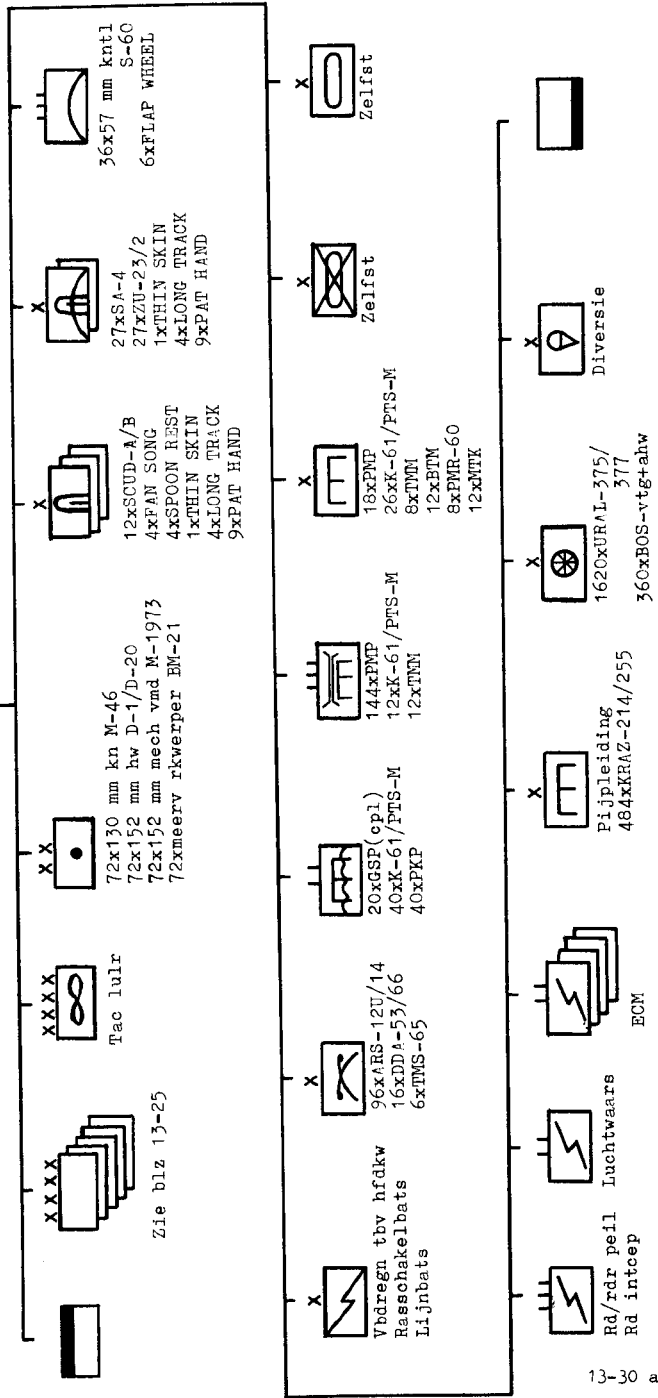 Zie blz 13-25
Tac lulr
72x130 mm kn M-46
72x152 mm hw D-1/D-20
72x152 mm mech vmd M-1973
72xmeerv rkwerper BM-21
12xSCUD-A/B
4xFAN SONG
4xSPOON REST
1xTHIN SKIN
4xLONG TRACK
9xPAT HAND
27xSA-4
27xZU-23/2
1xTHIN SKIN
4xLONG TRACK
9xPAT HAND
36x57 mm kntl
S-60
6xFLAP WHEEL
Vbdregn tbv hfdkw
Rasschakelbats
Lijnbats
96xARS-12U/14
16xDDA-53/66
6xTMS-65
20xGSP(cpl)
40xK-61/PTS-M
40xPKP
144xPMP
12xK-61/PTS-M
12xTMM
18xPMP
26xK-61/PTS-M
8xTMM
12xBTM
8xPMR-60
12xMTK
Zelfst
Zelfst
Rd/rdr peil
Rd intcep
Luchtwaars
ECM
Pijpleiding
484xKRAZ-214/255
1620xURAL-375/
377
360xBOS-vtg+ahw
Diversie
13-30 a